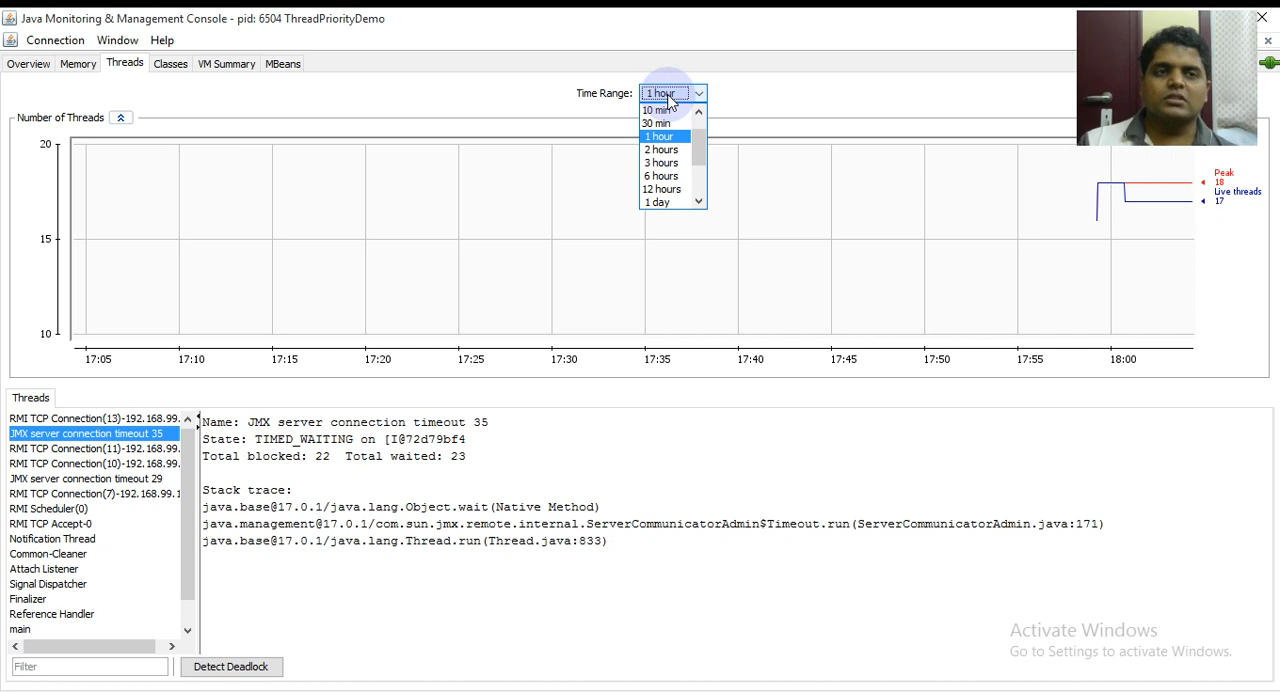 Java Monitoring & Management Console - pid: 6504 ThreadPriorityDemo
Connection Window Help
Overview Memory Threads Classes VM Summary MBeans
Time Range: 1 hour
10 min
30 min
1 hour
2 hours
3 hours
6 hours
12 hours
1 day
Number of Threads
20
15
10
Peak
18
Live threads
17
17:05 17:10 17:15 17:20 17:25 17:30 17:35 17:40 17:45 17:50 17:55 18:00
Threads
RMI TCP Connection(13)-192.168.99.
JMX server connection timeout 35
RMI TCP Connection(11)-192.168.99.
RMI TCP Connection(10)-192.168.99.
JMX server connection timeout 29
RMI TCP Connection(7)-192.168.99.1
RMI Scheduler(0)
RMI TCP Accept-0
Notification Thread
Common-Cleaner
Attach Listener
Signal Dispatcher
Finalizer
Reference Handler
main
Filter
Detect Deadlock
Name: JMX server connection timeout 35
State: TIMED_WAITING on [I@72d79bf4
Total blocked: 22 Total waited: 23
Stack trace:
java.base@17.0.1/java.lang.Object.wait(Native Method)
java.management@17.0.1/com.sun.jmx.remote.internal.ServerCommunicatorAdmin$Timeout.run(ServerCommunicatorAdmin.java:171)
java.base@17.0.1/java.lang.Thread.run(Thread.java:833)
Activate Windows
Go to Settings to activate Windows.